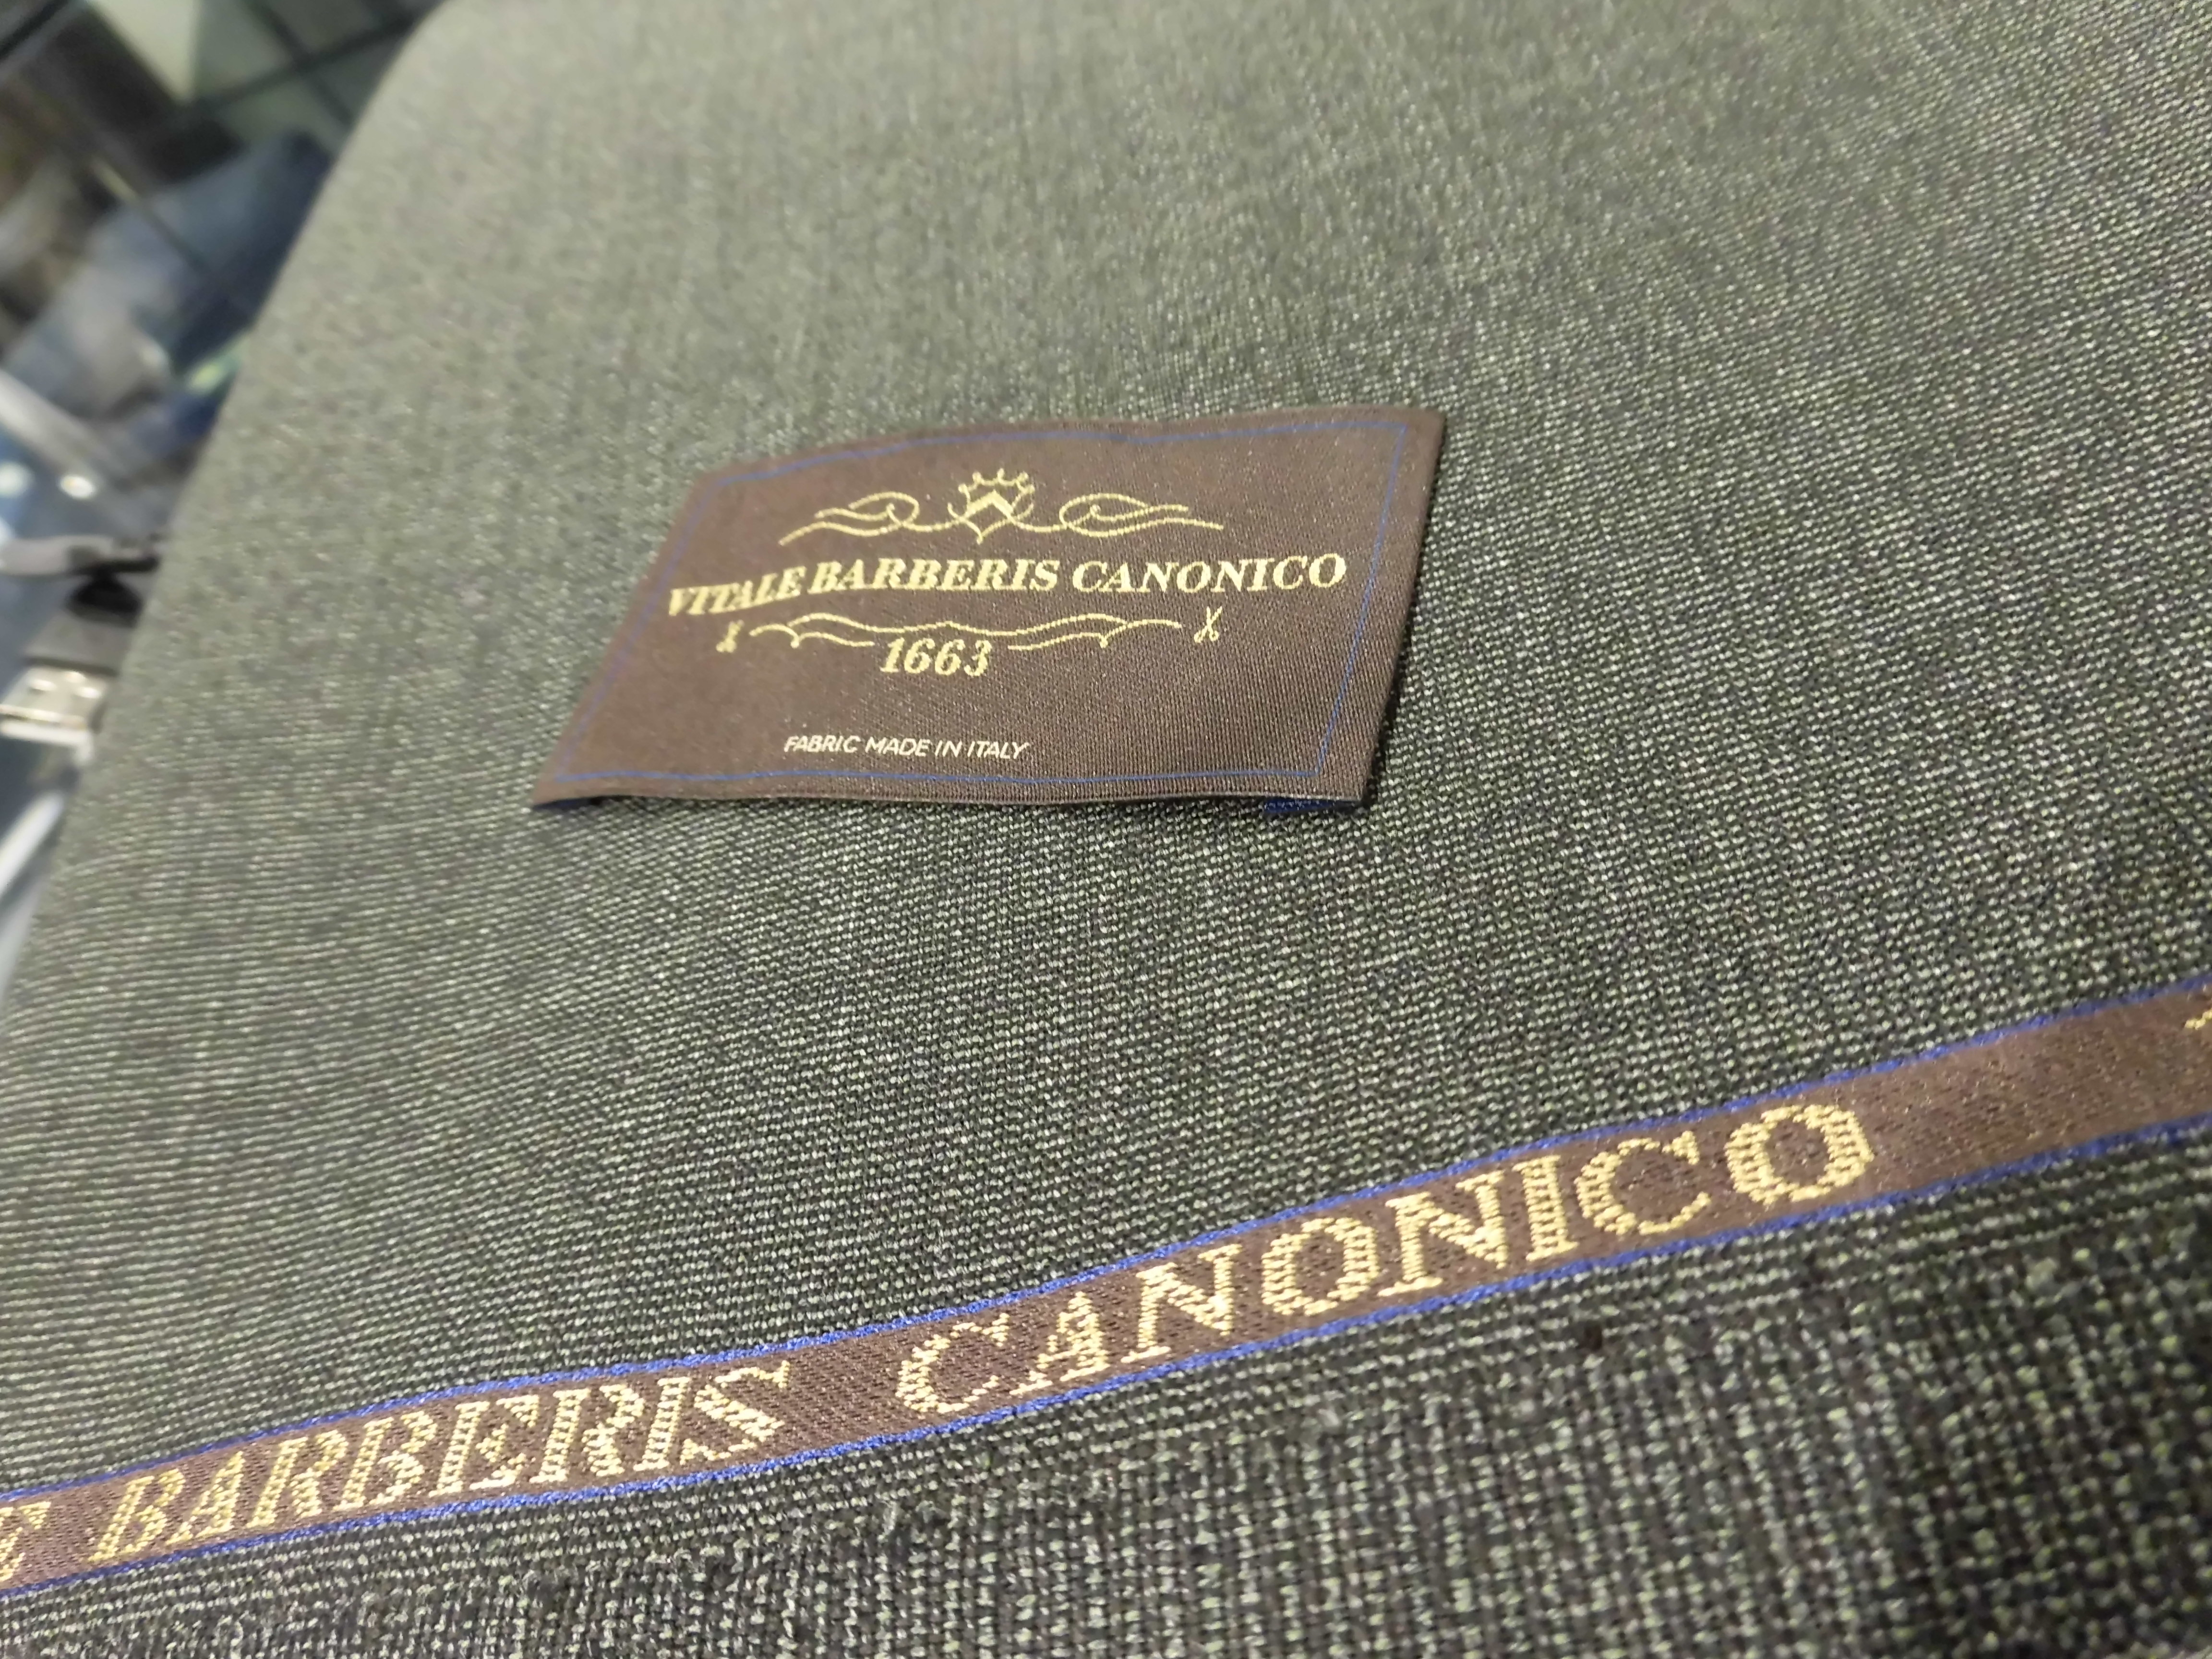 VITALE BARBERIS CANONICO
1663
FABRIC MADE IN ITALY
E BARBERIS CANONICO